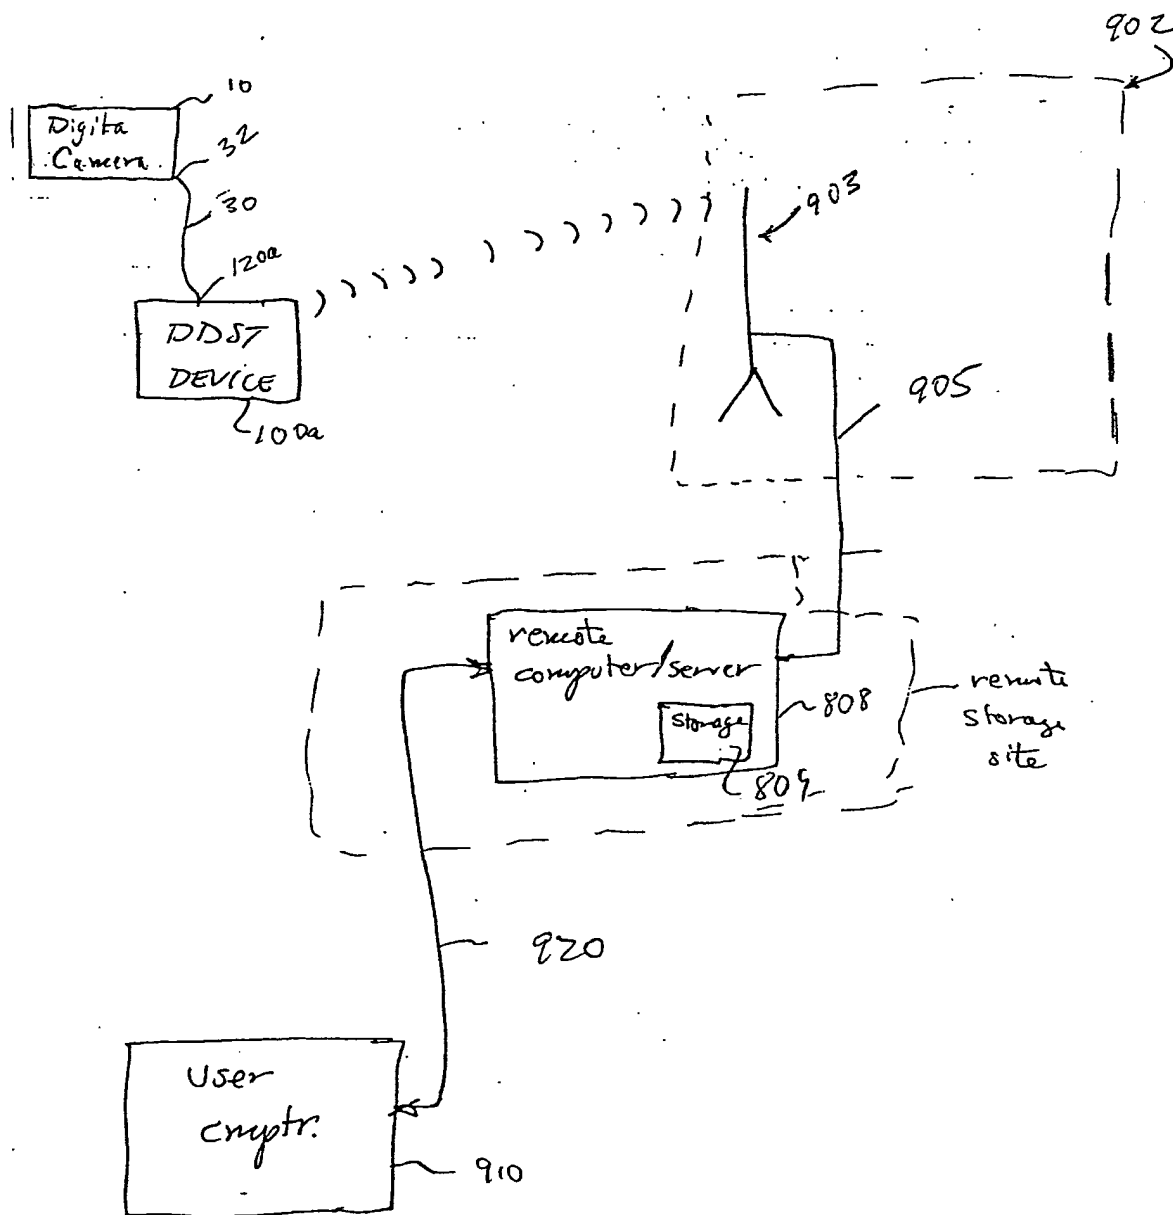 902
10
Digita
Camera
32
30
903
120a
DDST
DEVICE
100a
905
remote
computer/server
Storage
808
809
remote
storage
site
920
User
cmptr.
910